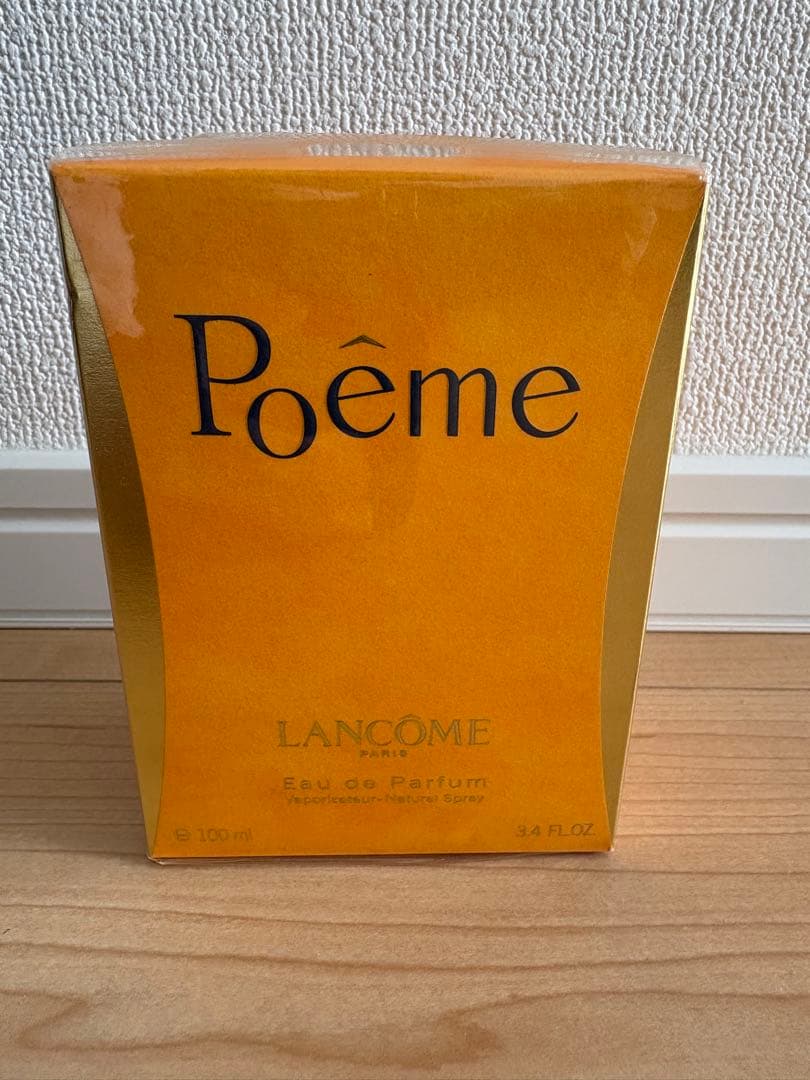 Poême
LANCÔME
PARIS
Eau de Parfum
Vaporisateur-Natural Spray
℮ 100 ml
3.4 FL.OZ.